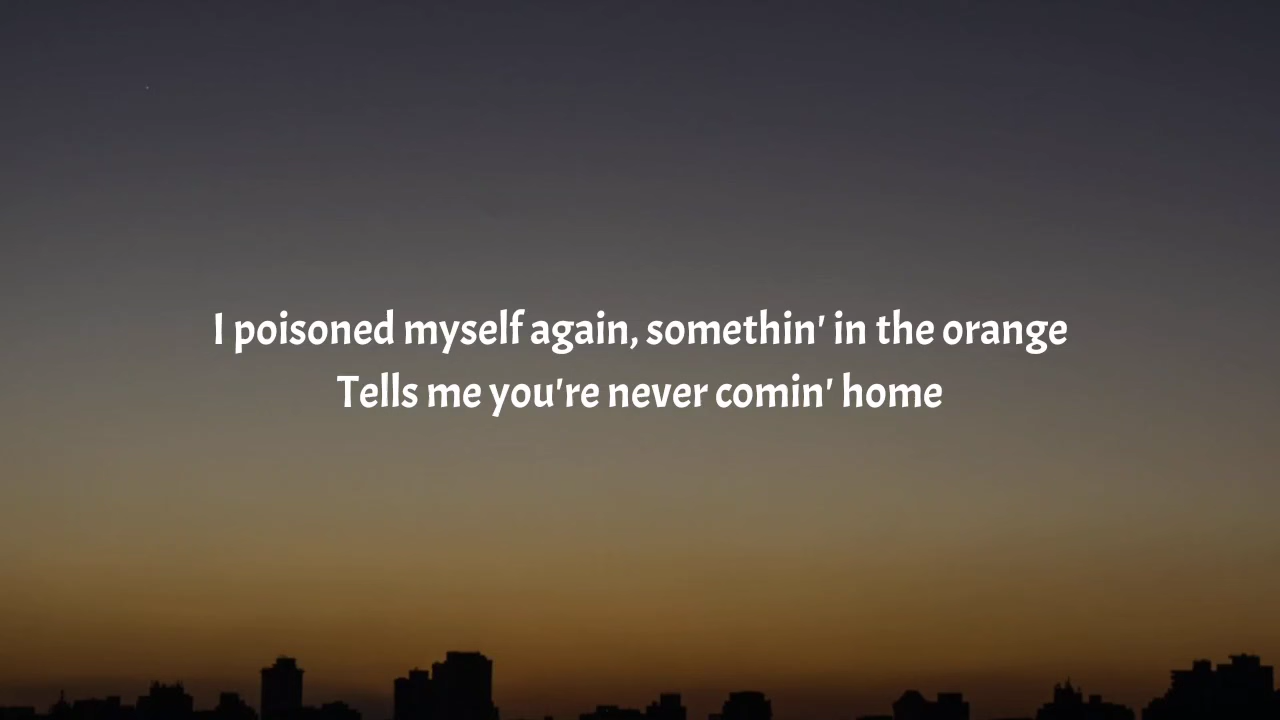 I poisoned myself again, somethin' in the orange
Tells me you're never comin' home